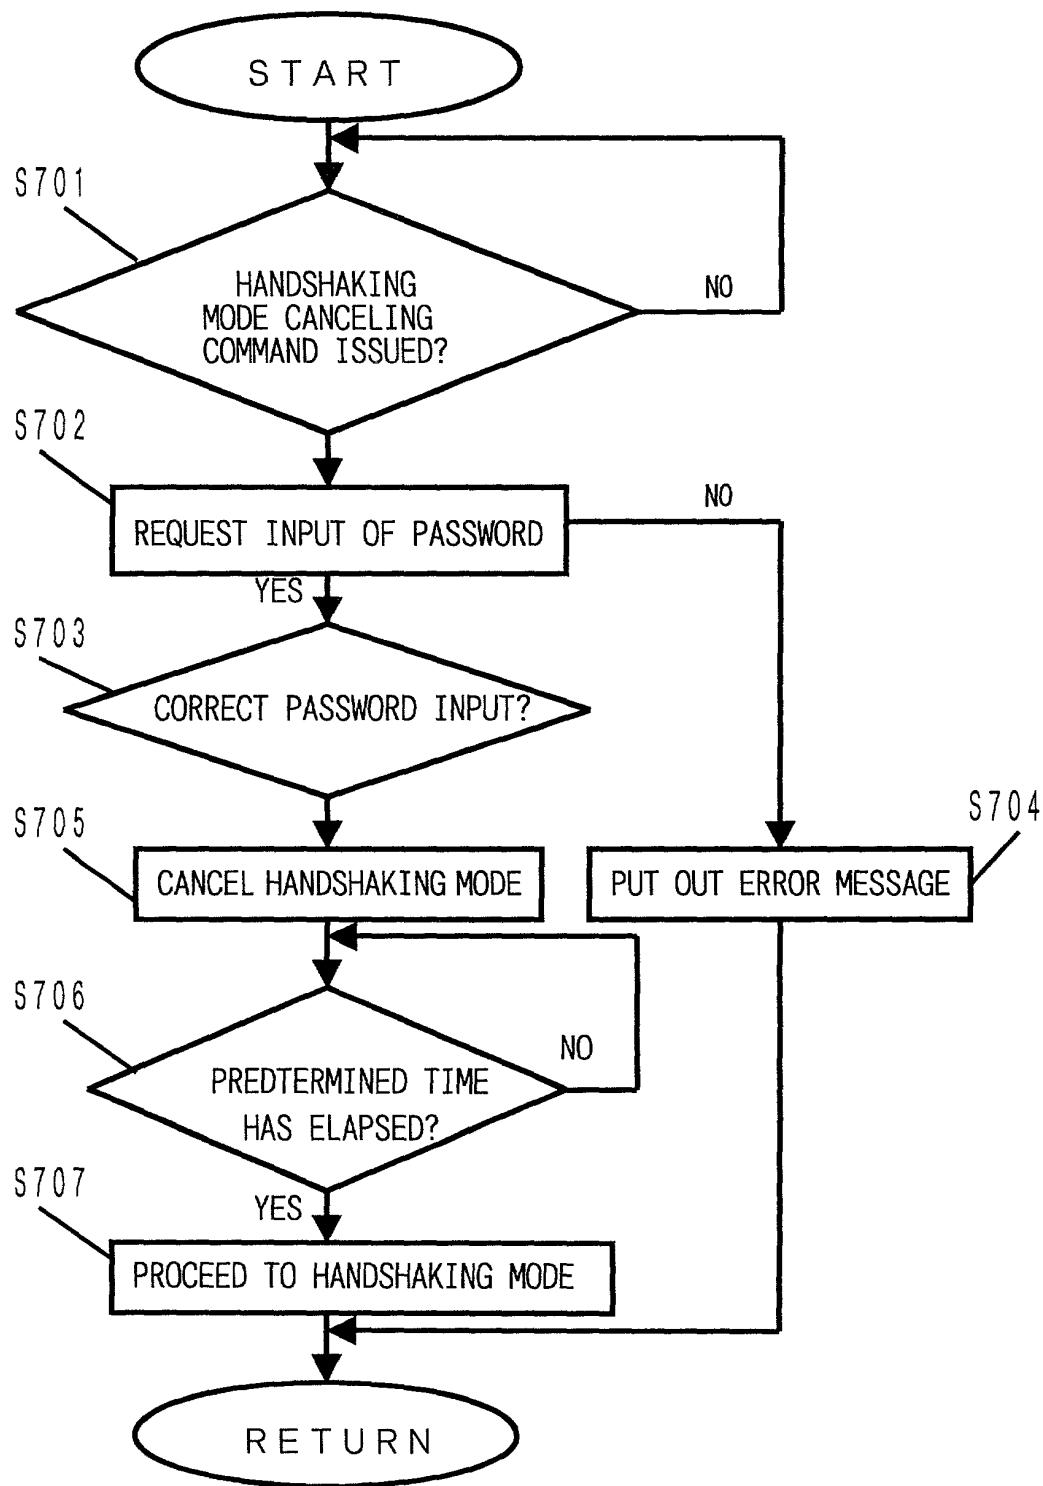 START
S701
HANDSHAKING
MODE CANCELING
COMMAND ISSUED?
NO
S702
REQUEST INPUT OF PASSWORD
NO
YES
S703
CORRECT PASSWORD INPUT?
S705
CANCEL HANDSHAKING MODE
S704
PUT OUT ERROR MESSAGE
S706
PREDTERMINED TIME
HAS ELAPSED?
NO
S707
YES
PROCEED TO HANDSHAKING MODE
RETURN